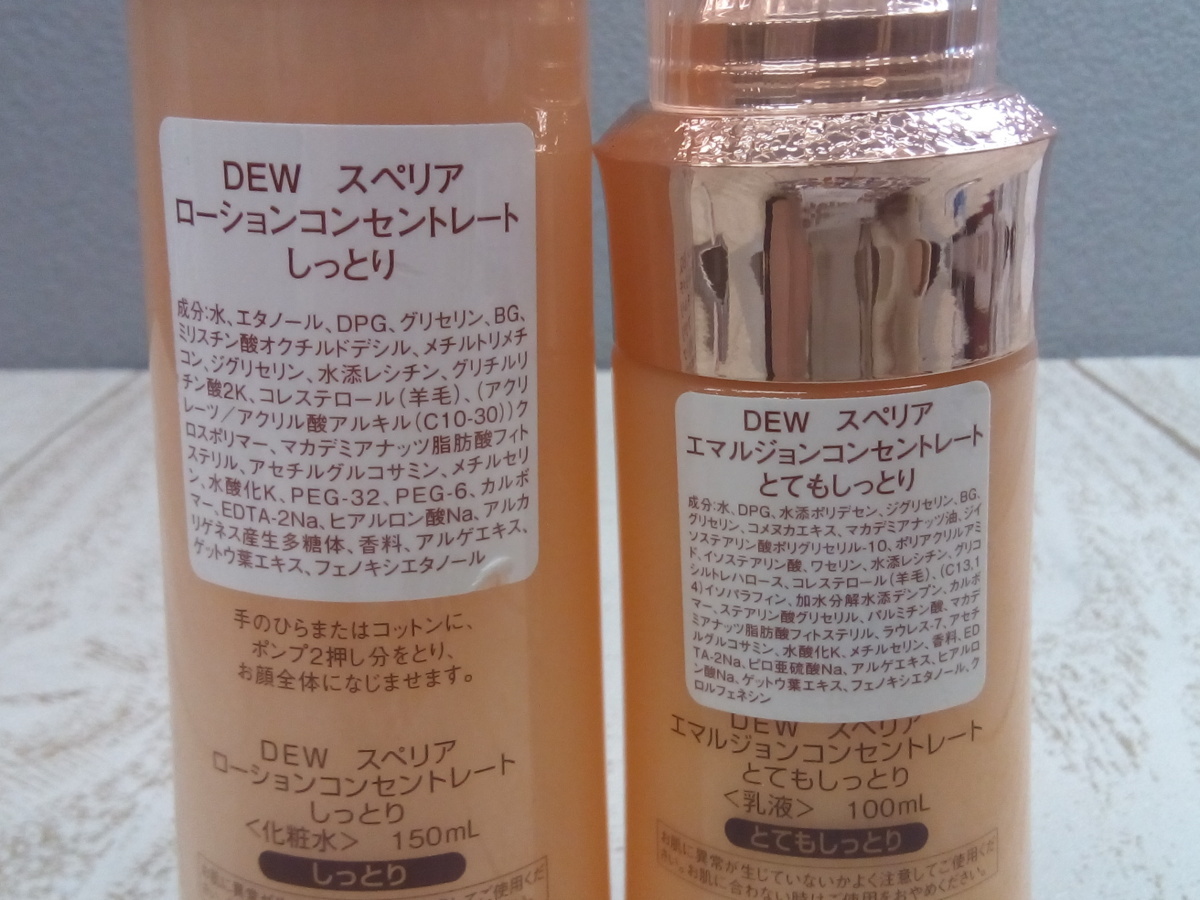 DEW スペリア
ローションコンセントレート
しっとり
成分:水、エタノール、DPG、グリセリン、BG、
ミリスチン酸オクチルドデシル、メチルトリメチ
コン、ジグリセリン、水添レシチン、グリチルリ
チン酸2K、コレステロール(羊毛)、(アクリ
レーツ/アクリル酸アルキル(C10-30))ク
ロスポリマー、マカデミアナッツ脂肪酸フィト
ステリル、アセチルグルコサミン、メチルセリ
ン、水酸化K、PEG-32、PEG-6、カルボ
マー、EDTA-2Na、ヒアルロン酸Na、アルカ
リゲネス産生多糖体、香料、アルゲエキス、
ゲットウ葉エキス、フェノキシエタノール
手のひらまたはコットンに、
ポンプ2押し分をとり、
お顔全体になじませます。
DEW スペリア
ローションコンセントレート
しっとり
<化粧水> 150mL
しっとり
お肌に異常が生じて
てご使用くだ
DEW スペリア
エマルジョンコンセントレート
とてもしっとり
成分:水、DPG、水添ポリデセン、ジグリセリン、BG、
グリセリン、コメヌカエキス、マカデミアナッツ油、ジイ
ソステアリン酸ポリグリセリル-10、ポリアクリルアミ
ド、イソステアリン酸、ワセリン、水添レシチン、グリコ
シルトレハロース、コレステロール(羊毛)、(C13,1
4)イソパラフィン、加水分解水添デンプン、カルボ
マー、ステアリン酸グリセリル、パルミチン酸、マカデ
ミアナッツ脂肪酸フィトステリル、ラウレス-7、アセチ
ルグルコサミン、水酸化K、メチルセリン、香料、ED
TA-2Na、ピロ亜硫酸Na、アルゲエキス、ヒアルロ
ン酸Na、ゲットウ葉エキス、フェノキシエタノール、ク
ロルフェネシン
DEW スペリア
エマルジョンコンセントレート
とてもしっとり
<乳液> 100mL
とてもしっとり
お肌に異常が生じていないかよく注意してご使用くだ
さい。お肌に合わない時はご使用をおやめください。